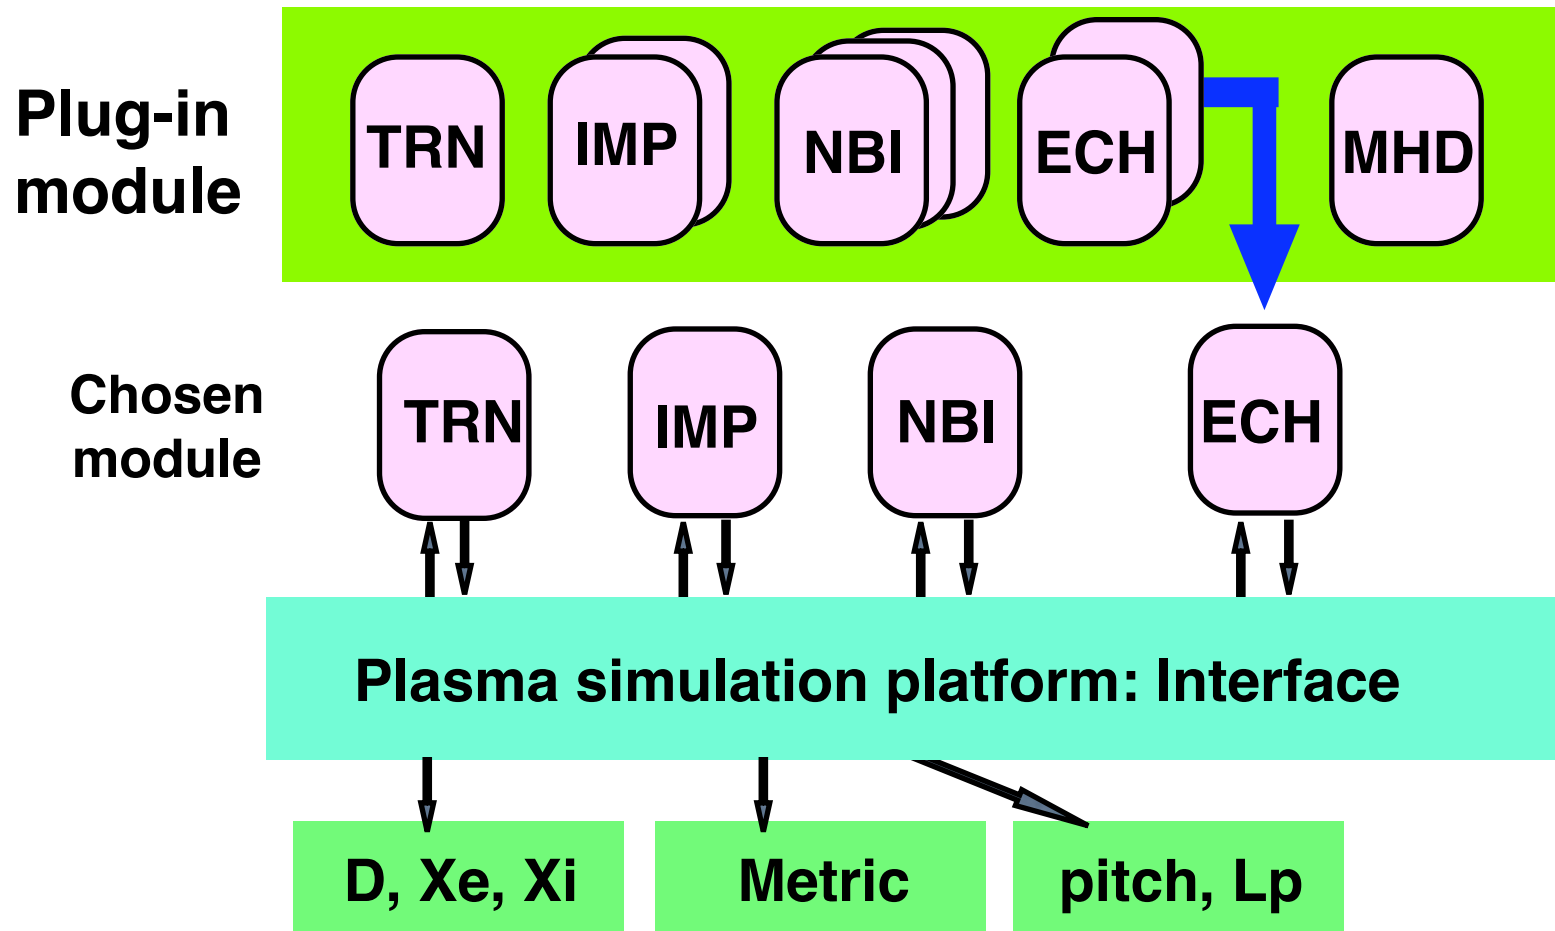 Plug-in
module
TRN
IMP
NBI
ECH
MHD
Chosen
module
TRN
IMP
NBI
ECH
Plasma simulation platform: Interface
D, Xe, Xi
Metric
pitch, Lp